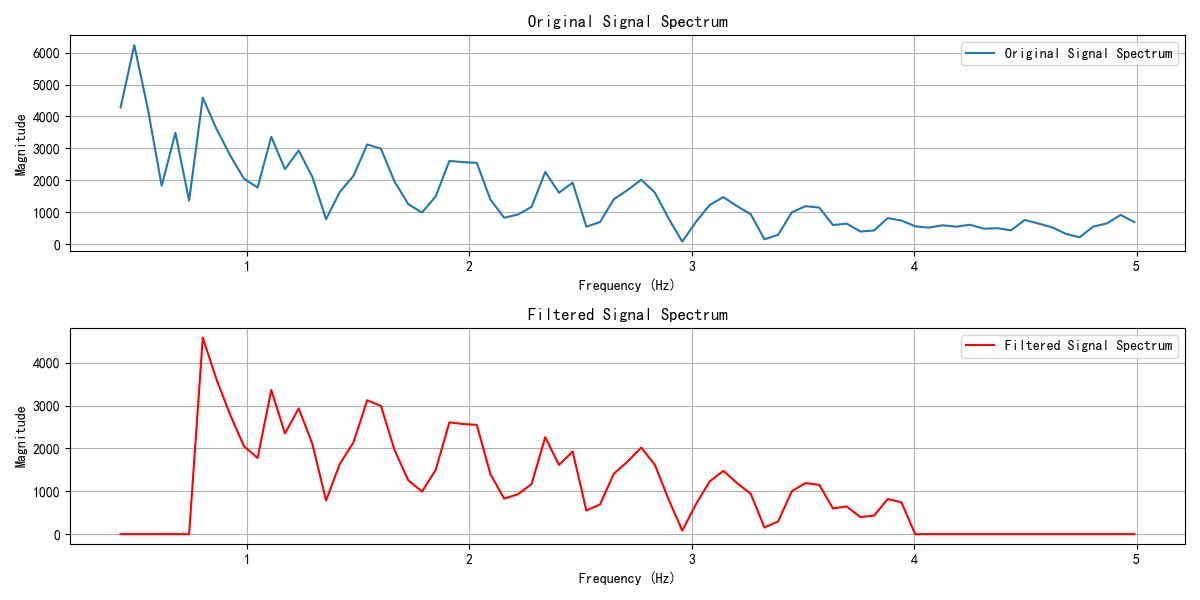 Original Signal Spectrum
Original Signal Spectrum
Magnitude
6000
5000
4000
3000
2000
1000
0
1 2 3 4 5
Frequency (Hz)
Filtered Signal Spectrum
Filtered Signal Spectrum
Magnitude
4000
3000
2000
1000
0
1 2 3 4 5
Frequency (Hz)